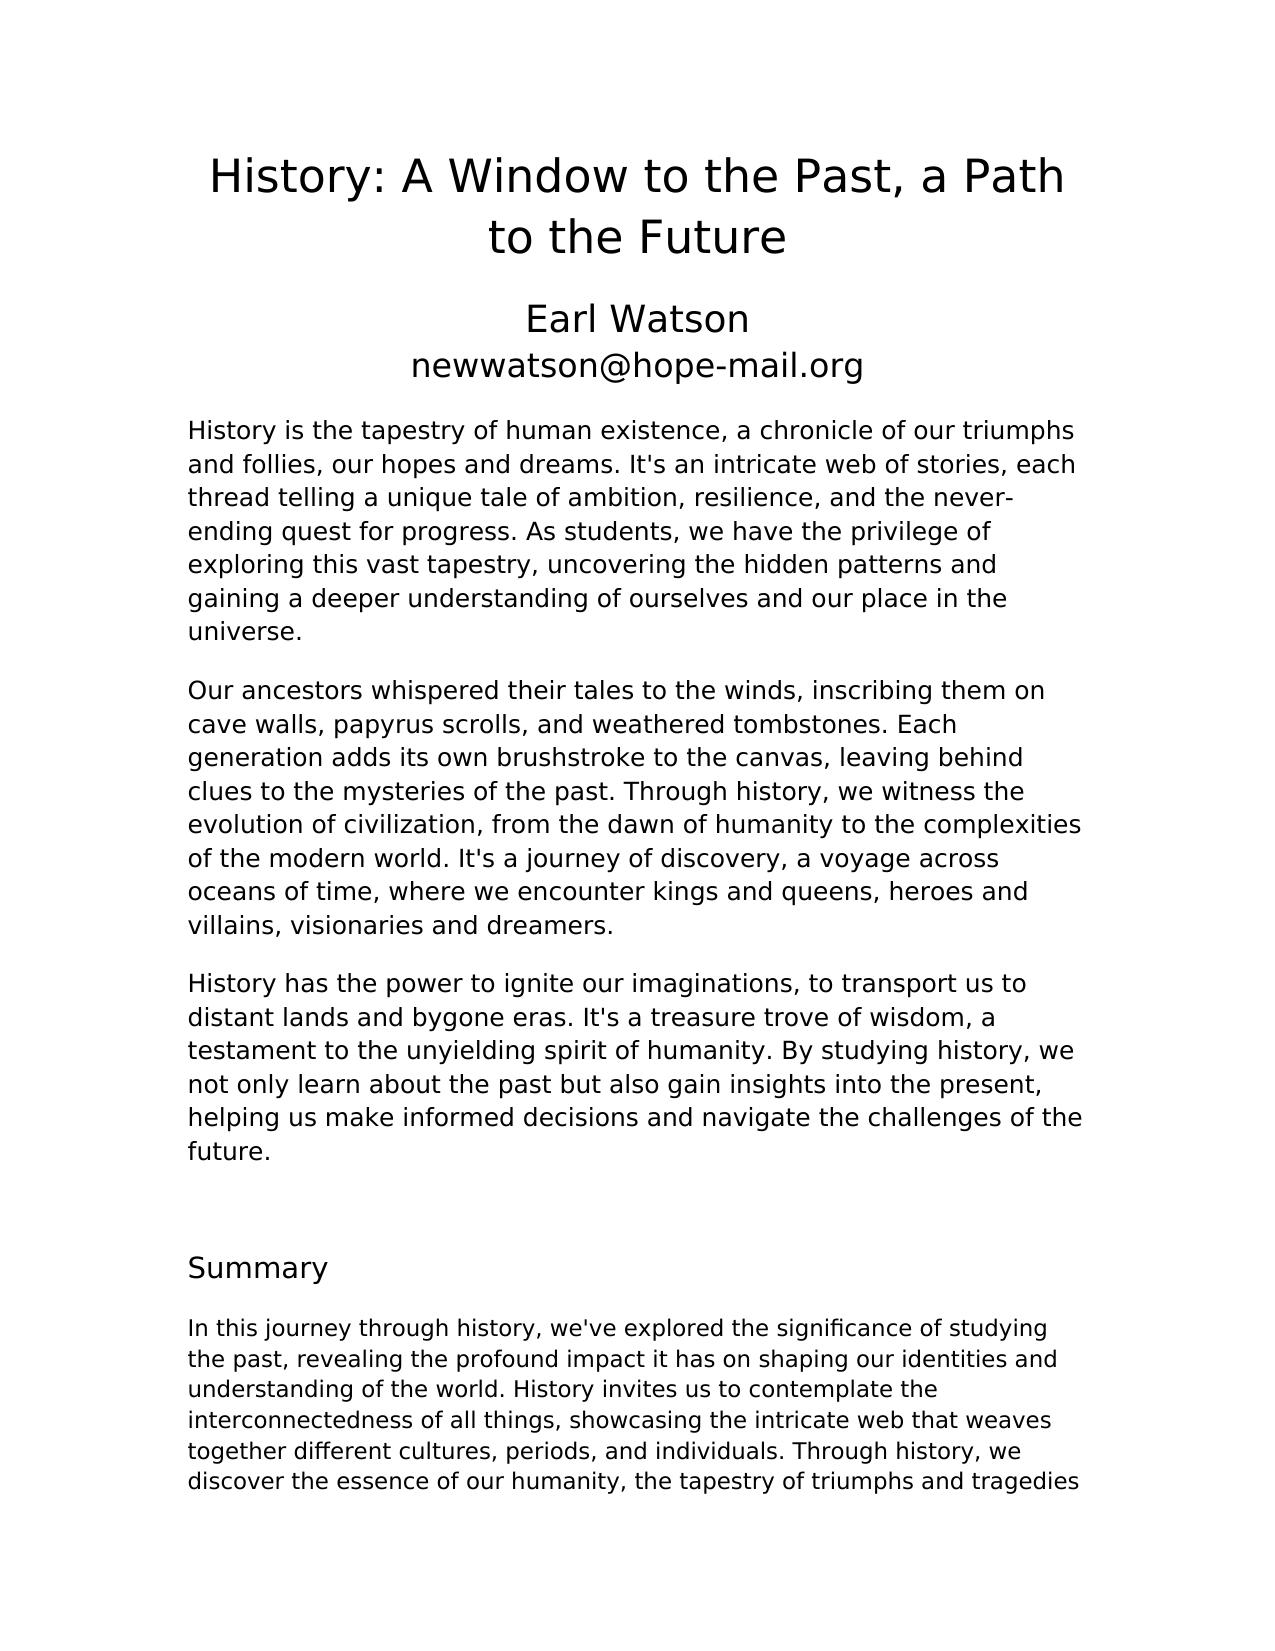 History: A Window to the Past, a Path
to the Future
Earl Watson
newwatson@hope-mail.org
History is the tapestry of human existence, a chronicle of our triumphs
and follies, our hopes and dreams. It's an intricate web of stories, each
thread telling a unique tale of ambition, resilience, and the never-
ending quest for progress. As students, we have the privilege of
exploring this vast tapestry, uncovering the hidden patterns and
gaining a deeper understanding of ourselves and our place in the
universe.
Our ancestors whispered their tales to the winds, inscribing them on
cave walls, papyrus scrolls, and weathered tombstones. Each
generation adds its own brushstroke to the canvas, leaving behind
clues to the mysteries of the past. Through history, we witness the
evolution of civilization, from the dawn of humanity to the complexities
of the modern world. It's a journey of discovery, a voyage across
oceans of time, where we encounter kings and queens, heroes and
villains, visionaries and dreamers.
History has the power to ignite our imaginations, to transport us to
distant lands and bygone eras. It's a treasure trove of wisdom, a
testament to the unyielding spirit of humanity. By studying history, we
not only learn about the past but also gain insights into the present,
helping us make informed decisions and navigate the challenges of the
future.
Summary
In this journey through history, we've explored the significance of studying
the past, revealing the profound impact it has on shaping our identities and
understanding of the world. History invites us to contemplate the
interconnectedness of all things, showcasing the intricate web that weaves
together different cultures, periods, and individuals. Through history, we
discover the essence of our humanity, the tapestry of triumphs and tragedies